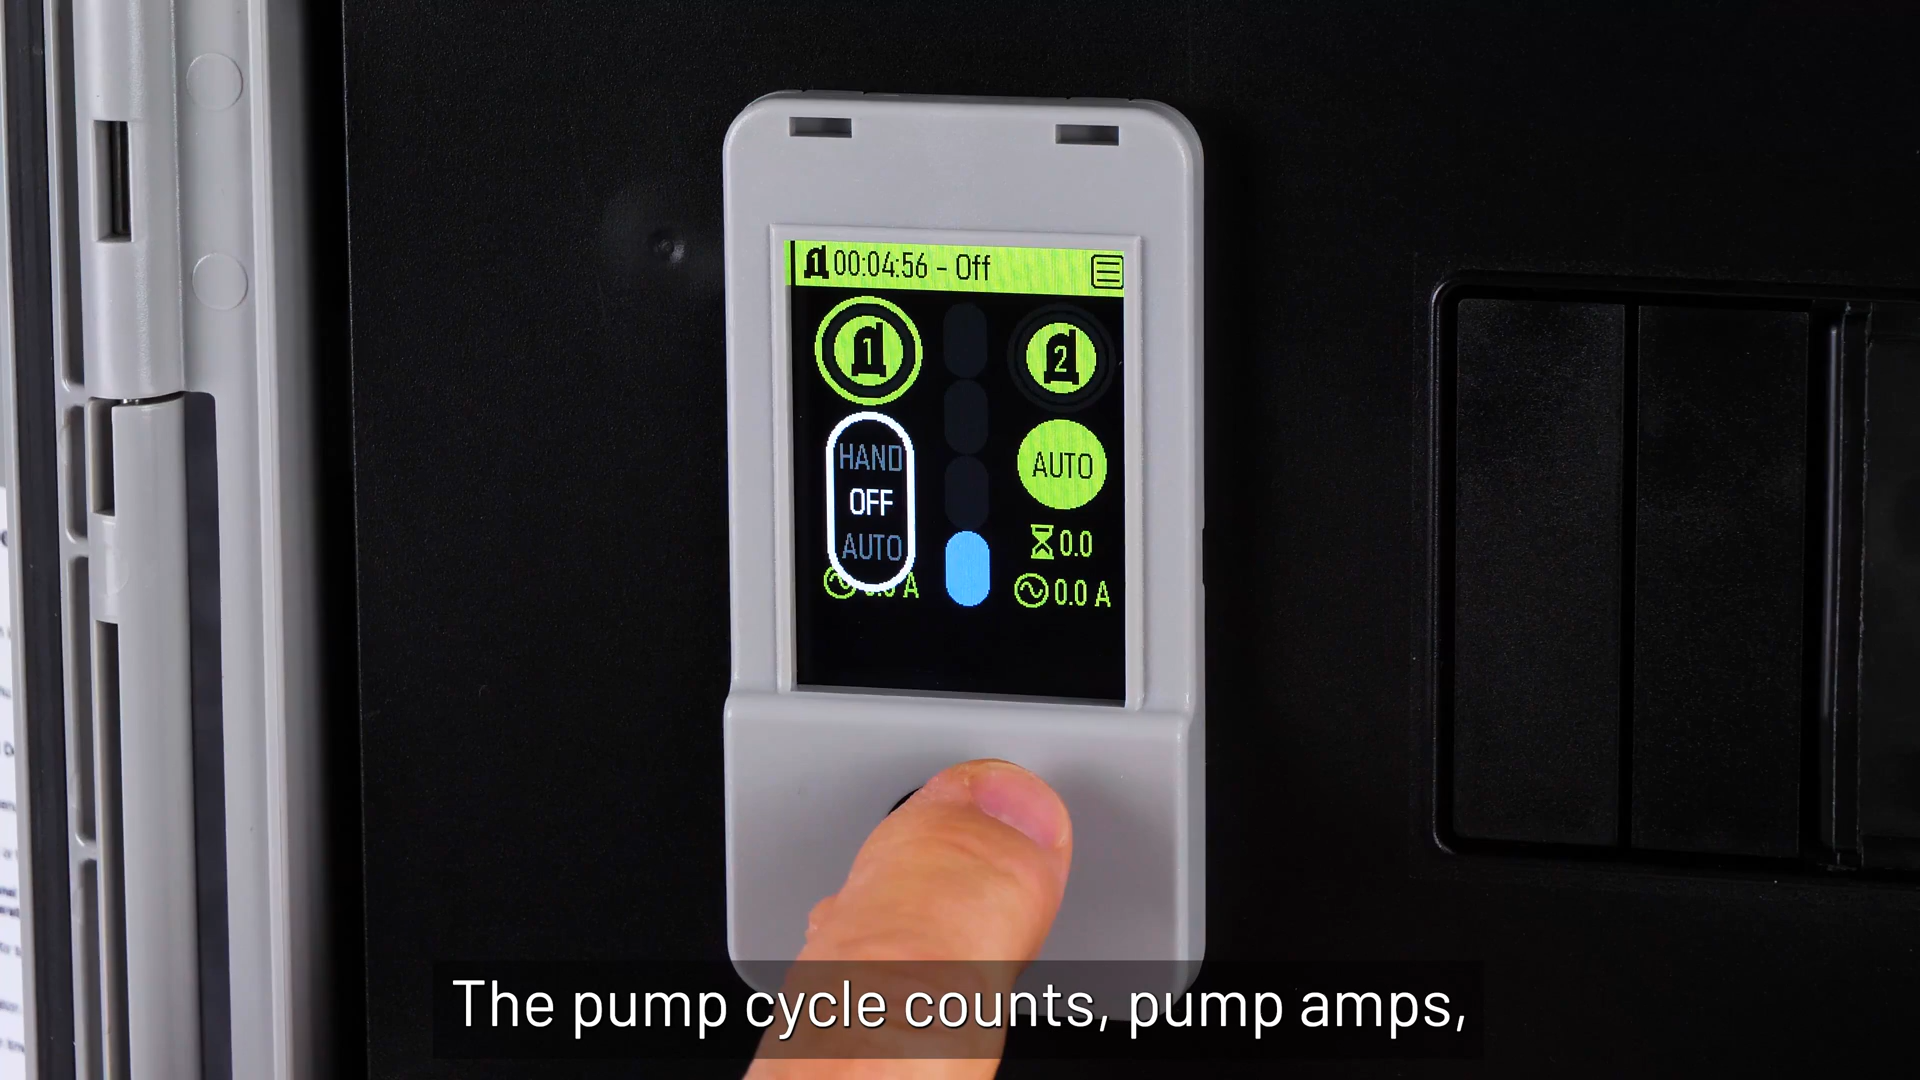 1 00:04:56 - Off
1
2
HAND
OFF
AUTO
AUTO
0.0
0.0 A
The pump cycle counts, pump amps,